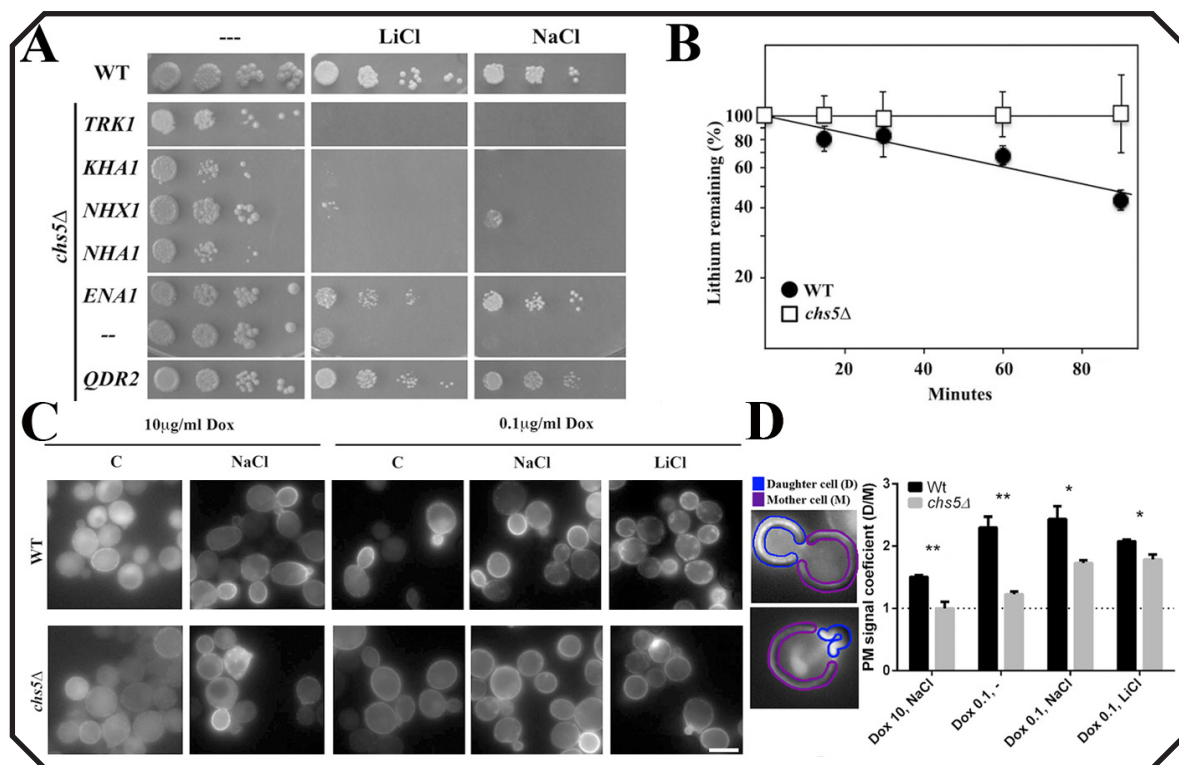 A
---
LiCl
NaCl
WT
chs5Δ
TRK1
KHA1
NHX1
NHA1
ENA1
--
QDR2
B
Lithium remaining (%)
100
80
60
40
20
WT
chs5Δ
20
40
60
80
Minutes
C
10μg/ml Dox
0.1μg/ml Dox
C
NaCl
C
NaCl
LiCl
WT
chs5Δ
D
Daughter cell (D)
Mother cell (M)
PM signal coeficient (D/M)
3
2
1
0
Wt
chs5Δ
**
**
*
*
Dox 10, NaCl
Dox 0.1, -
Dox 0.1, NaCl
Dox 0.1, LiCl